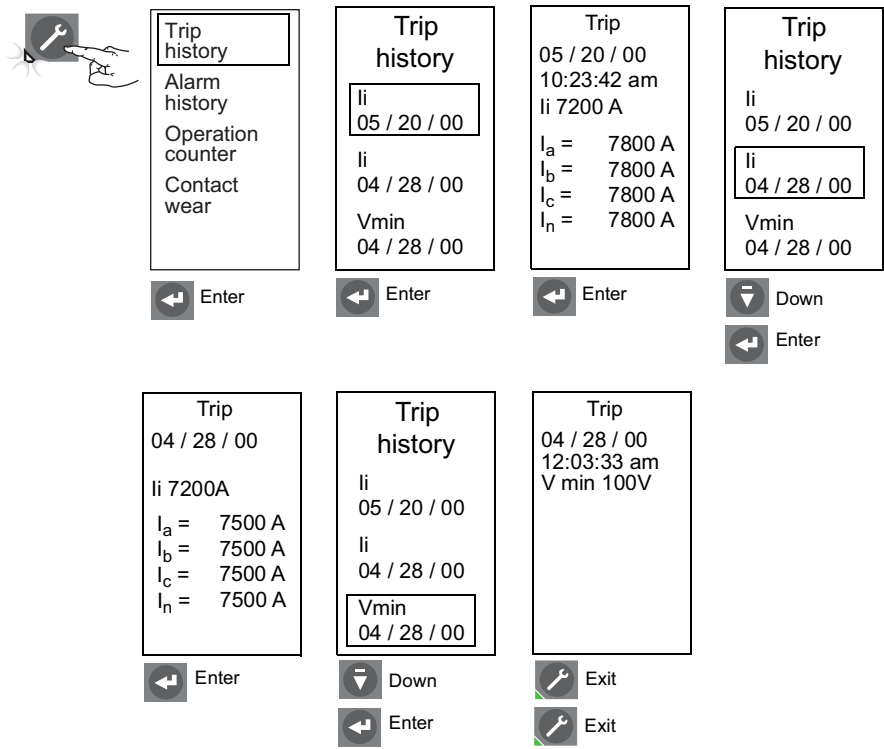 Trip
history
Alarm
history
Operation
counter
Contact
wear
Enter
Trip
history
Ii
05 / 20 / 00
Ii
04 / 28 / 00
Vmin
04 / 28 / 00
Enter
Trip
05 / 20 / 00
10:23:42 am
Ii 7200 A
Ia = 7800 A
Ib = 7800 A
Ic = 7800 A
In = 7800 A
Enter
Trip
history
Ii
05 / 20 / 00
Ii
04 / 28 / 00
Vmin
04 / 28 / 00
Down
Enter
Trip
04 / 28 / 00
Ii 7200A
Ia = 7500 A
Ib = 7500 A
Ic = 7500 A
In = 7500 A
Enter
Trip
history
Ii
05 / 20 / 00
Ii
04 / 28 / 00
Vmin
04 / 28 / 00
Down
Enter
Trip
04 / 28 / 00
12:03:33 am
V min 100V
Exit
Exit